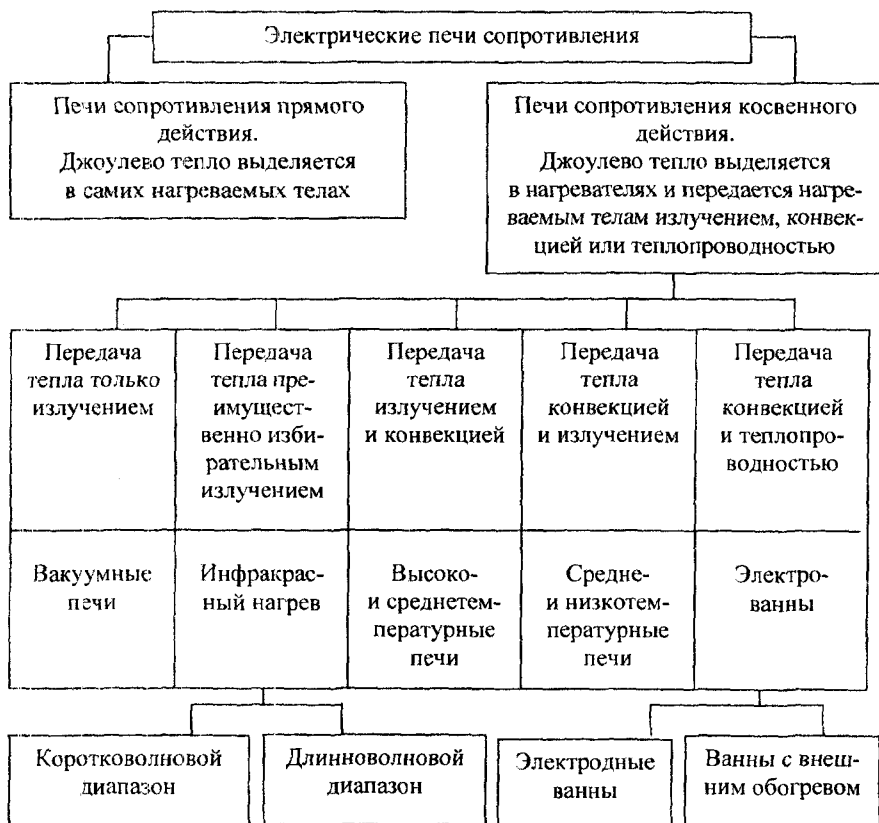 Электрические печи сопротивления
Печи сопротивления прямого
действия.
Джоулево тепло выделяется
в самих нагреваемых телах
Печи сопротивления косвенного
действия.
Джоулево тепло выделяется
в нагревателях и передается нагре-
ваемым телам излучением, конвек-
цией или теплопроводностью
Передача
тепла только
излучением
Передача
тепла пре-
имущест-
венно изби-
рательным
излучением
Передача
тепла
излучением
и конвекцией
Передача
тепла
конвекцией
и излучением
Передача
тепла
конвекцией
и теплопро-
водностью
Вакуумные
печи
Инфракрас-
ный нагрев
Высоко-
и среднетем-
пературные
печи
Средне-
и низкотем-
пературные
печи
Электро-
ванны
Коротковолновой
диапазон
Длинноволновой
диапазон
Электродные
ванны
Ванны с внеш-
ним обогревом